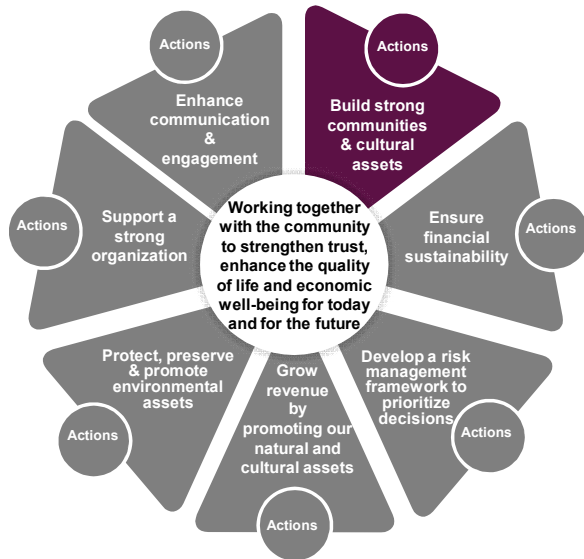 Actions
Enhance
communication
&
engagement
Actions
Build strong
communities
& cultural
assets
Actions
Support a
strong
organization
Working together
with the community
to strengthen trust,
enhance the quality
of life and economic
well-being for today
and for the future
Ensure
financial
sustainability
Actions
Protect, preserve
& promote
environmental
assets
Actions
Grow
revenue
by
promoting our
natural and
cultural assets
Actions
Develop a risk
management
framework to
prioritize
decisions
Actions